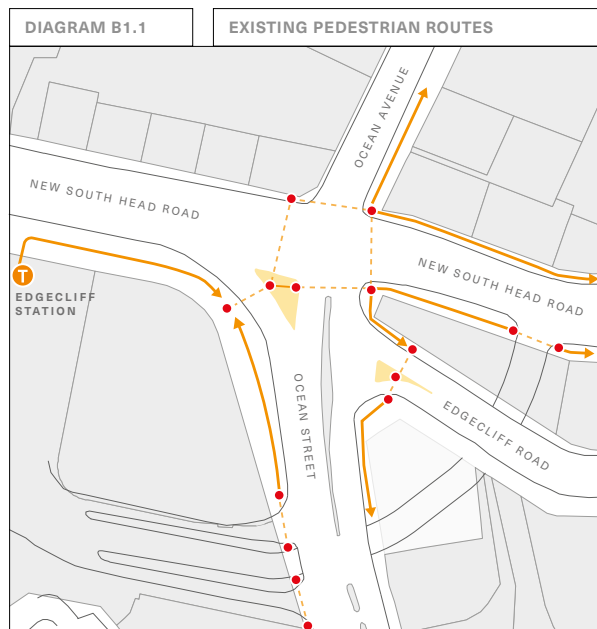 DIAGRAM B1.1
EXISTING PEDESTRIAN ROUTES
OCEAN AVENUE
NEW SOUTH HEAD ROAD
NEW SOUTH HEAD ROAD
T
EDGECLIFF
STATION
OCEAN STREET
EDGECLIFF ROAD